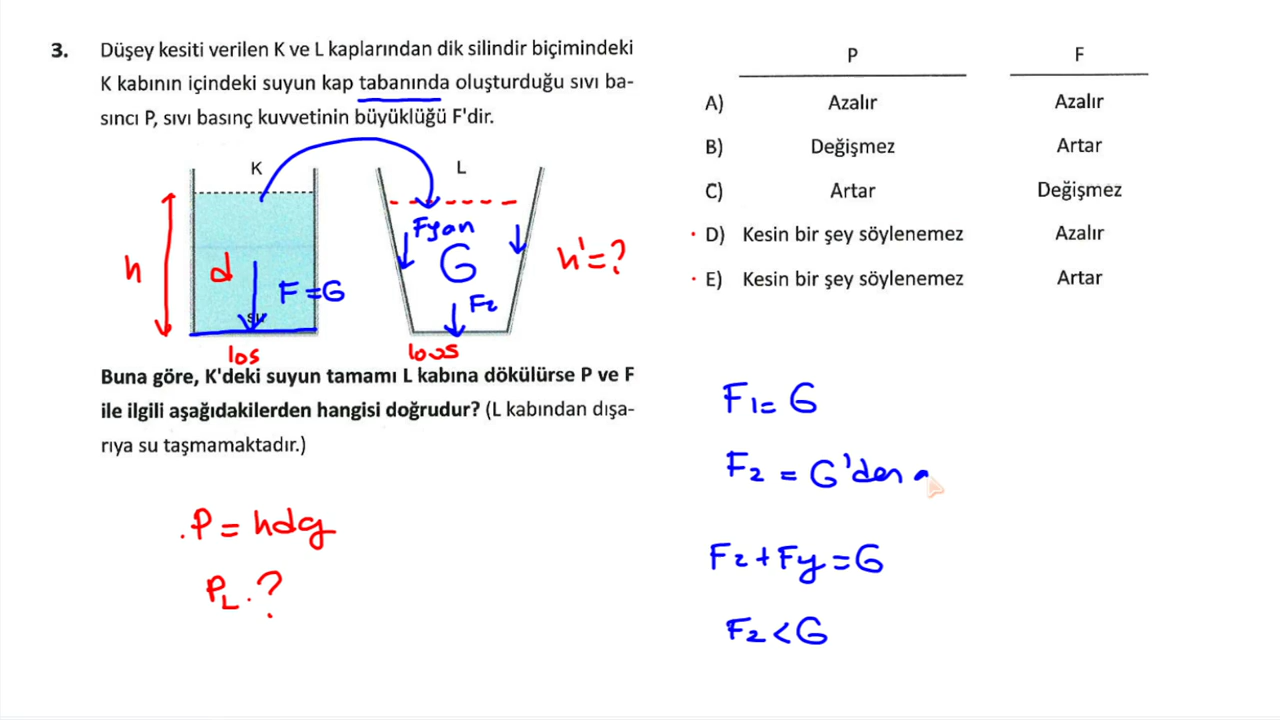 3. Düşey kesiti verilen K ve L kaplarından dik silindir biçimindeki
K kabının içindeki suyun kap tabanında oluşturduğu sıvı ba-
sıncı P, sıvı basınç kuvvetinin büyüklüğü F'dir.
K
L
h
d
F = G
su
10s
Fyan
G
F2
100s
h'=?
Buna göre, K'deki suyun tamamı L kabına dökülürse P ve F
ile ilgili aşağıdakilerden hangisi doğrudur? (L kabından dışa-
rıya su taşmamaktadır.)
.P = hdg
PL.?
P F
A) Azalır Azalır
B) Değişmez Artar
C) Artar Değişmez
D) Kesin bir şey söylenemez Azalır
E) Kesin bir şey söylenemez Artar
F1 = G
F2 = G'den a
F2 + Fy = G
F2 < G